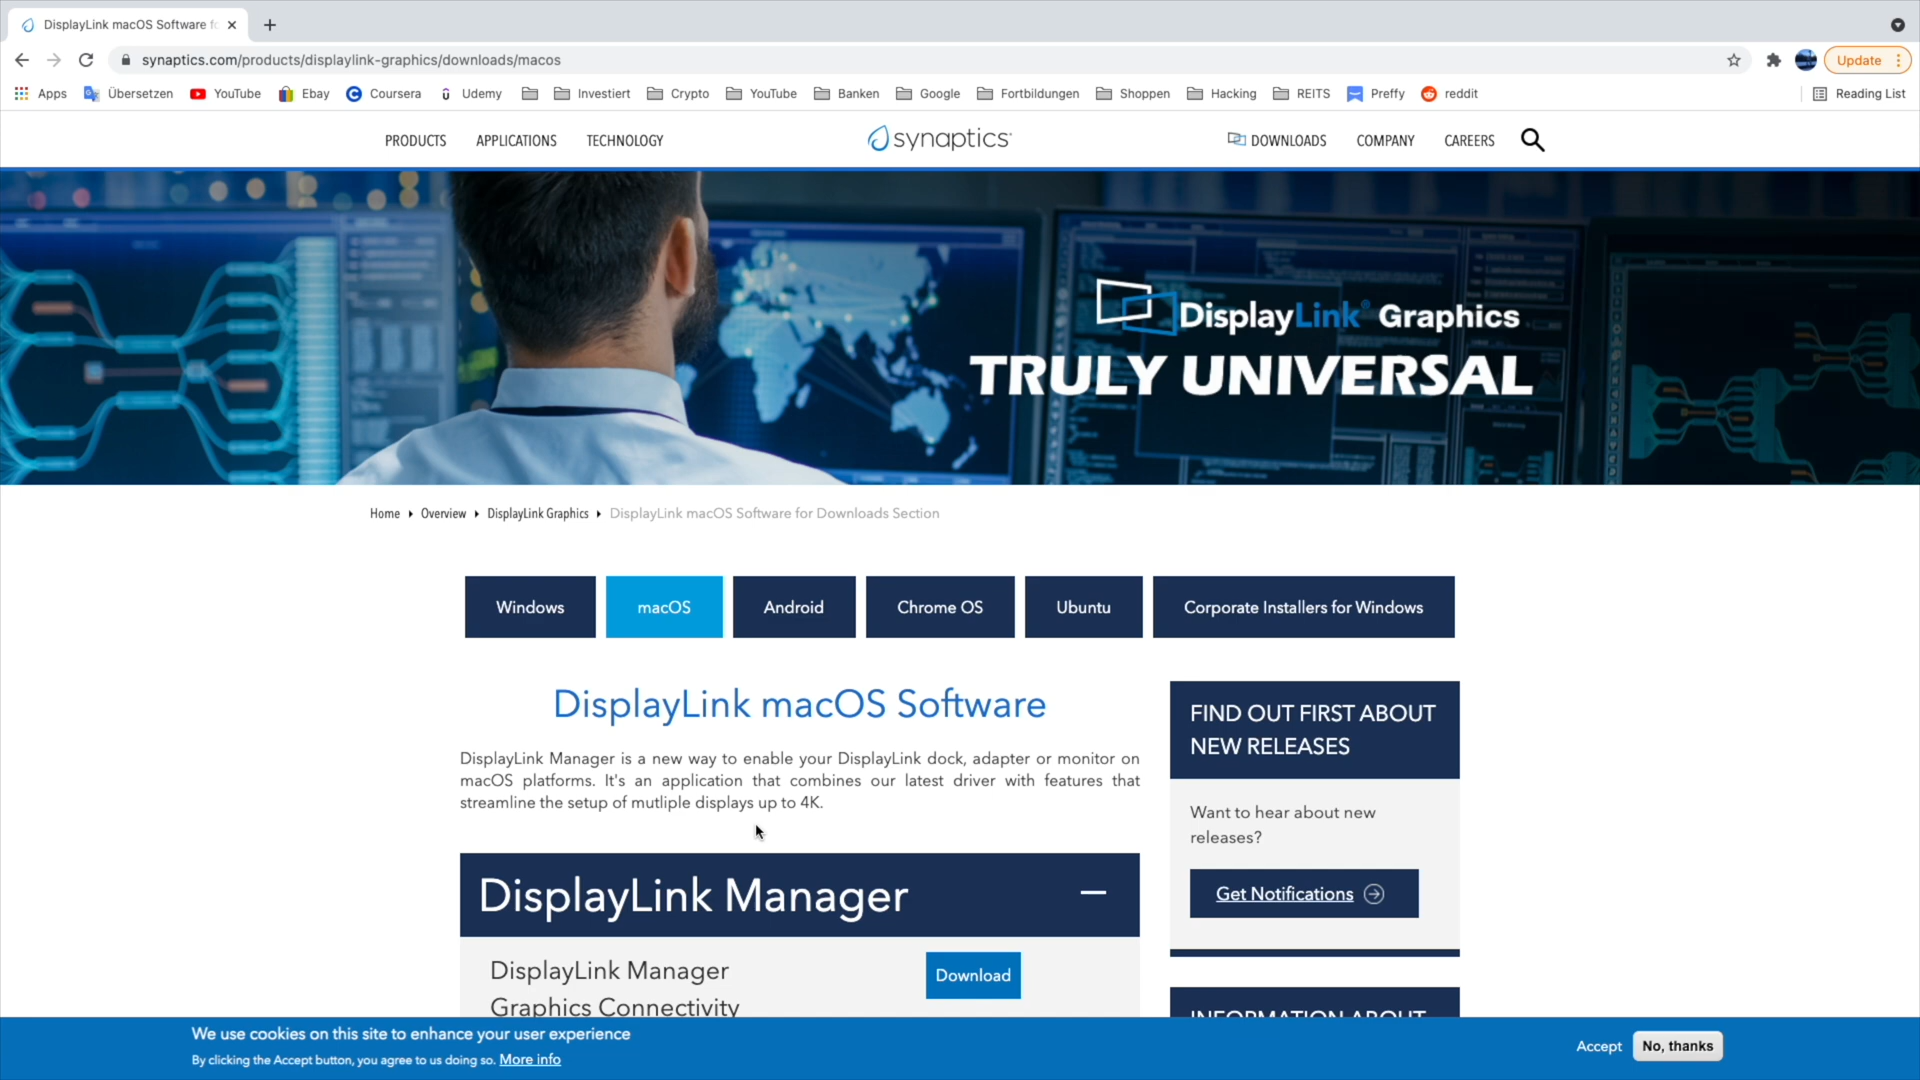 DisplayLink macOS Software fo
synaptics.com/products/displaylink-graphics/downloads/macos
Update
Apps Übersetzen YouTube Ebay Coursera Udemy Investiert Crypto YouTube Banken Google Fortbildungen Shoppen Hacking REITS Preffy reddit Reading List
PRODUCTS APPLICATIONS TECHNOLOGY synaptics DOWNLOADS COMPANY CAREERS
DisplayLink® Graphics
TRULY UNIVERSAL
Home Overview DisplayLink Graphics DisplayLink macOS Software for Downloads Section
Windows macOS Android Chrome OS Ubuntu Corporate Installers for Windows
DisplayLink macOS Software
DisplayLink Manager is a new way to enable your DisplayLink dock, adapter or monitor on
macOS platforms. It's an application that combines our latest driver with features that
streamline the setup of mutliple displays up to 4K.
DisplayLink Manager
DisplayLink Manager
Graphics Connectivity
Download
FIND OUT FIRST ABOUT
NEW RELEASES
Want to hear about new
releases?
Get Notifications
INFORMATION ABOUT
We use cookies on this site to enhance your user experience
By clicking the Accept button, you agree to us doing so. More info
Accept No, thanks